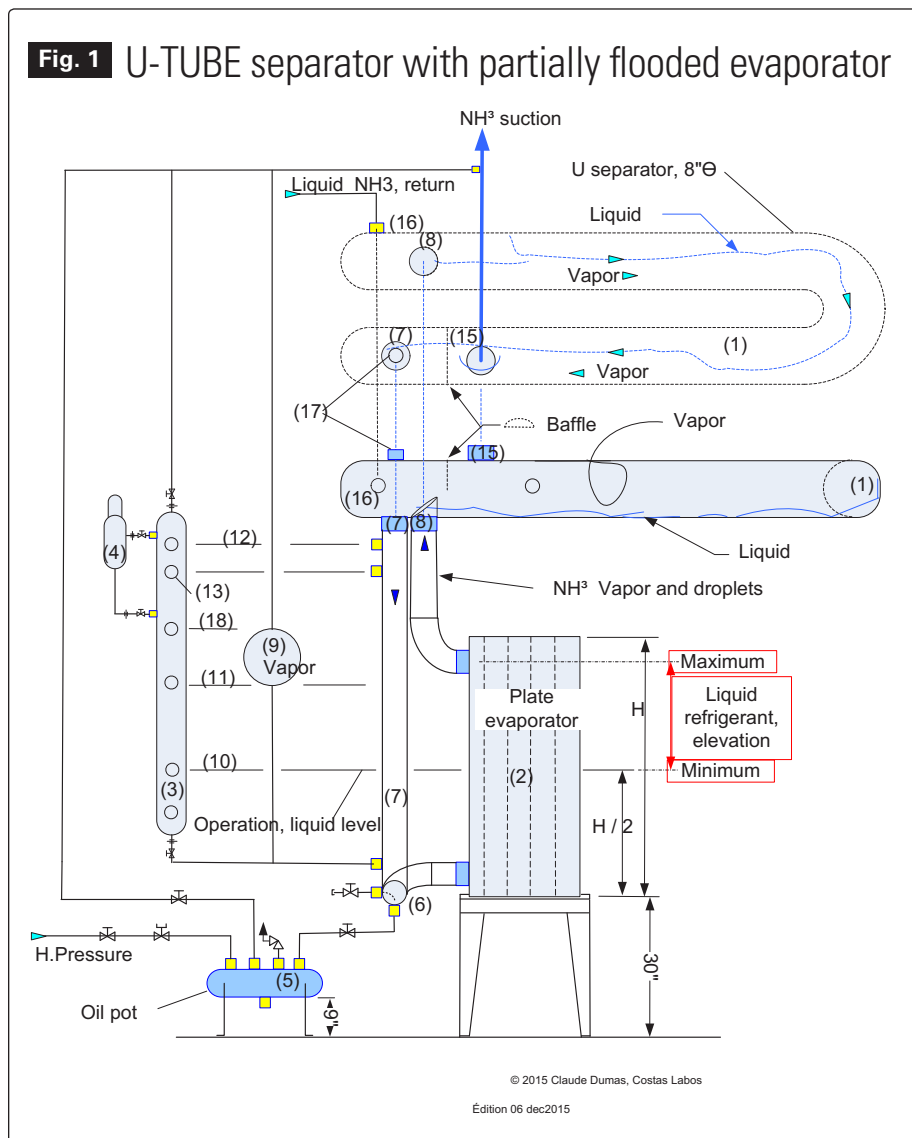 Fig. 1 U-TUBE separator with partially flooded evaporator
NH³ suction
U separator, 8"Ɵ
Liquid NH3, return
Liquid
(16)
(8)
Vapor
(7)
(15)
(1)
Vapor
(17)
Baffle
Vapor
(15)
(16)
(1)
(7)
(8)
Liquid
(4)
(12)
(13)
NH³ Vapor and droplets
(18)
(9)
Vapor
(11)
Maximum
Plate
evaporator
H
Liquid
refrigerant,
elevation
(10)
(2)
Minimum
(3)
(7)
Operation, liquid level
H / 2
(6)
H.Pressure
(5)
30"
Oil pot
9"
© 2015 Claude Dumas, Costas Labos
Édition 06 dec2015